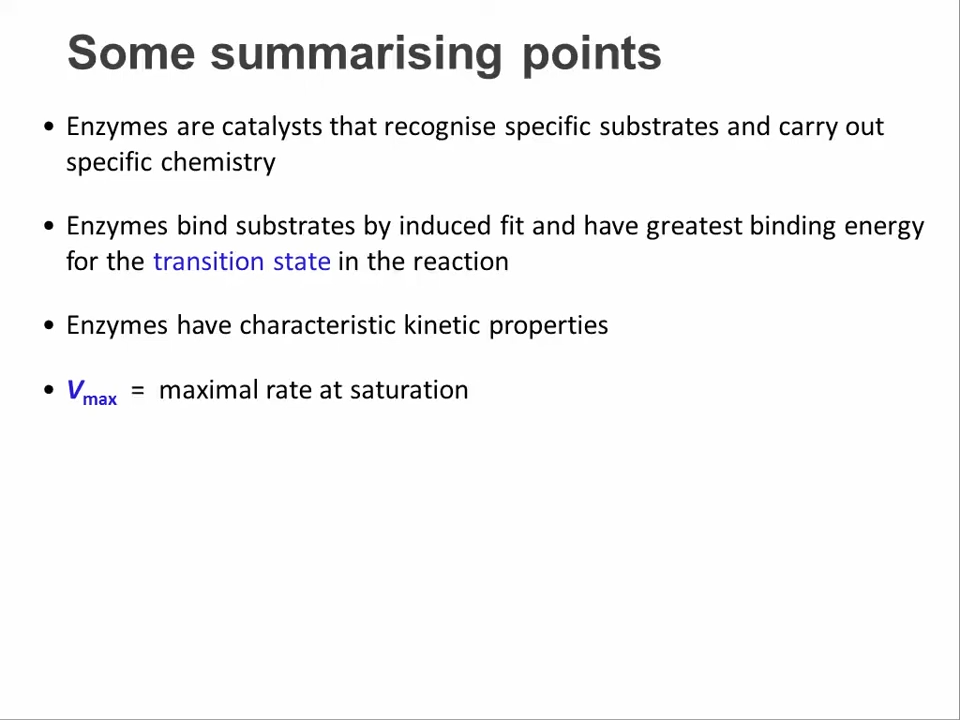 Some summarising points
• Enzymes are catalysts that recognise specific substrates and carry out
specific chemistry
• Enzymes bind substrates by induced fit and have greatest binding energy
for the transition state in the reaction
• Enzymes have characteristic kinetic properties
• Vmax = maximal rate at saturation